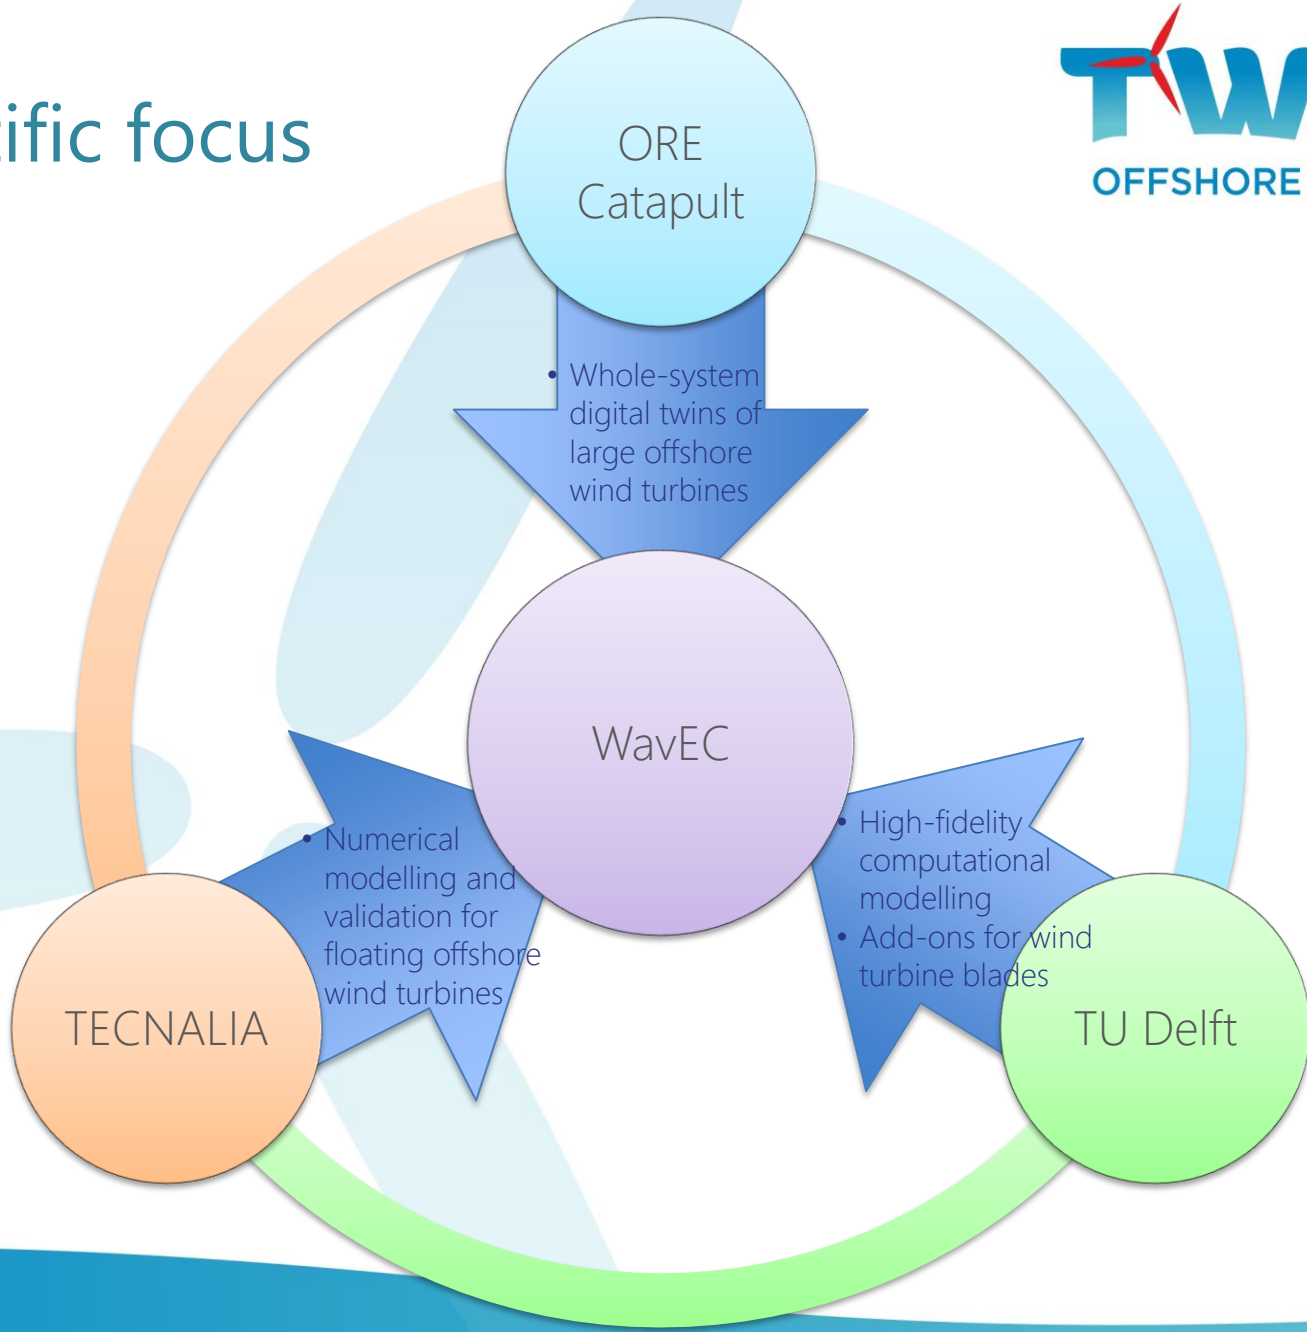 ific focus
TW
OFFSHORE
ORE
Catapult
• Whole-system
digital twins of
large offshore
wind turbines
WavEC
• Numerical
modelling and
validation for
floating offshore
wind turbines
• High-fidelity
computational
modelling
• Add-ons for wind
turbine blades
TECNALIA
TU Delft